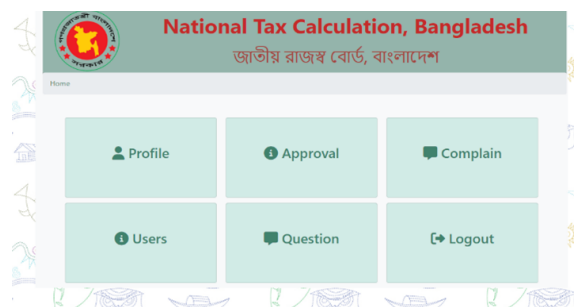 National Tax Calculation, Bangladesh
জাতীয় রাজস্ব বোর্ড, বাংলাদেশ
Home
Profile
Approval
Complain
Users
Question
Logout